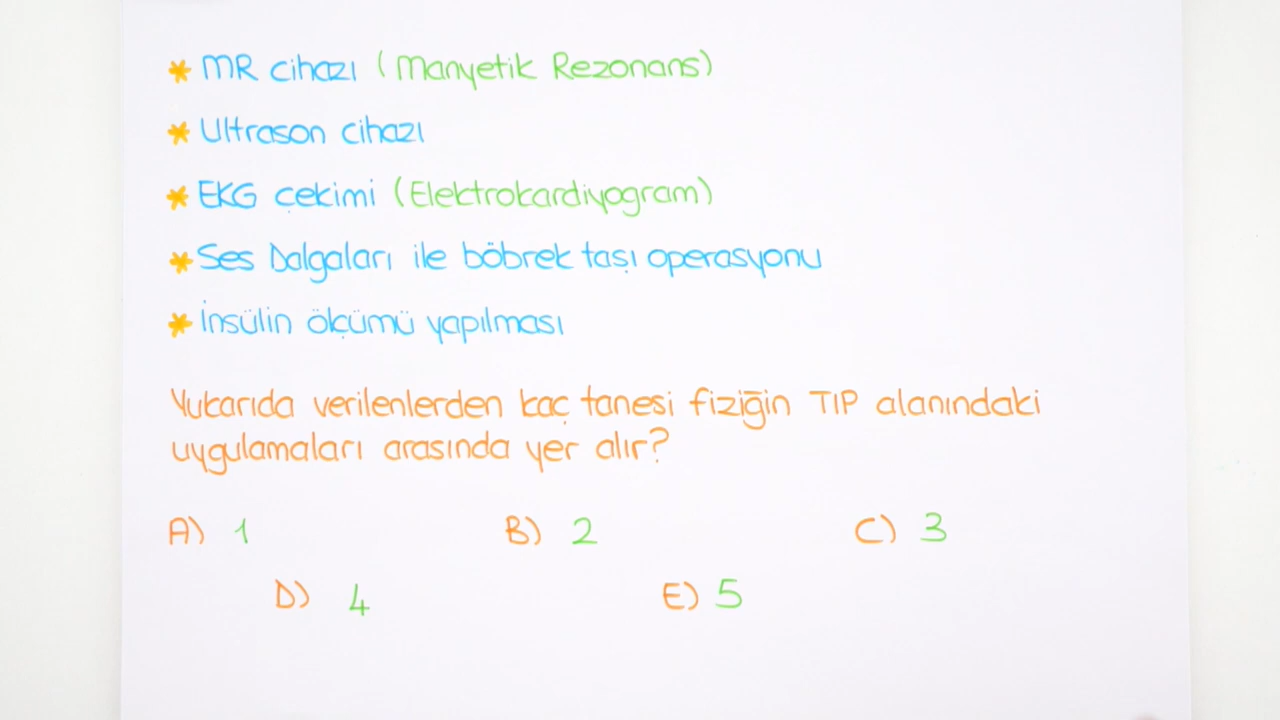 * MR cihazı (Manyetik Rezonans)
* Ultrason cihazı
* EKG çekimi (Elektrokardiyogram)
* Ses Dalgaları ile böbrek taşı operasyonu
* İnsülin ölçümü yapılması
Yukarıda verilenlerden kaç tanesi fiziğin TIP alanındaki
uygulamaları arasında yer alır?
A) 1 B) 2 C) 3
D) 4 E) 5